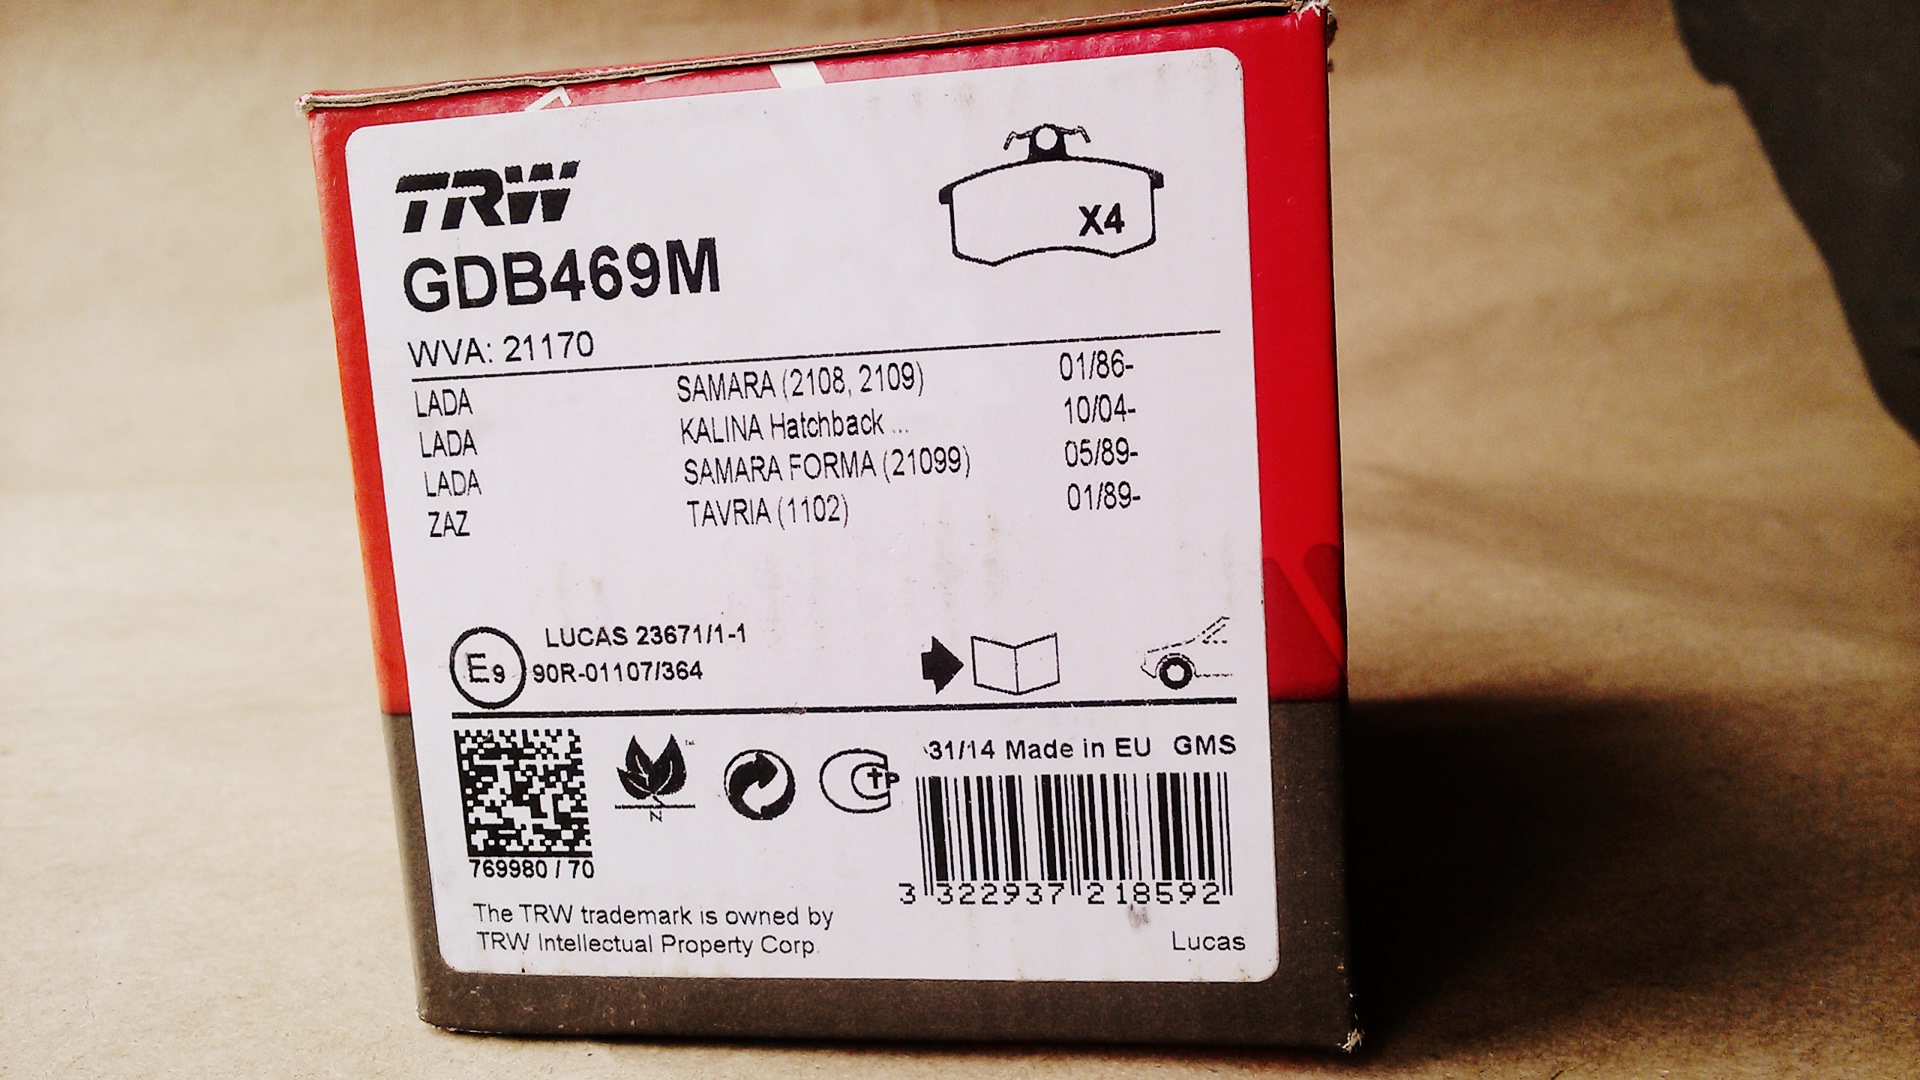 TRW
GDB469M
X4
WVA: 21170
LADA SAMARA (2108, 2109) 01/86-
LADA KALINA Hatchback ... 10/04-
LADA SAMARA FORMA (21099) 05/89-
ZAZ TAVRIA (1102) 01/89-
LUCAS 23671/1-1
E9 90R-01107/364
31/14 Made in EU GMS
N
769980 / 70
3 322937 218592
The TRW trademark is owned by
TRW Intellectual Property Corp.
Lucas